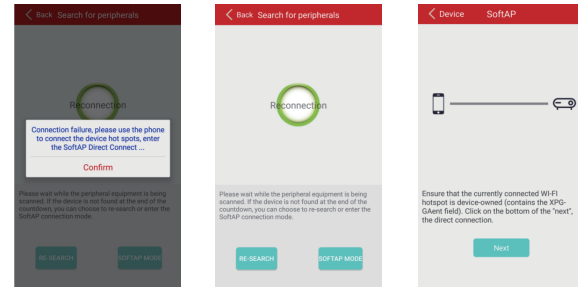 Back Search for peripherals
Reconnection
Connection failure, please use the phone
to connect the device hot spots, enter
the SoftAP Direct Connect ...
Confirm
Please wait while the peripheral equipment is being
scanned. If the device is not found at the end of the
countdown, you can choose to re-search or enter the
SoftAP connection mode.
RE-SEARCH
SOFTAP MODE
Back Search for peripherals
Reconnection
Please wait while the peripheral equipment is being
scanned. If the device is not found at the end of the
countdown, you can choose to re-search or enter the
SoftAP connection mode.
RE-SEARCH
SOFTAP MODE
Device SoftAP
Ensure that the currently connected WI-FI
hotspot is device-owned (contains the XPG-
GAent field). Click on the bottom of the "next",
the direct connection.
Next